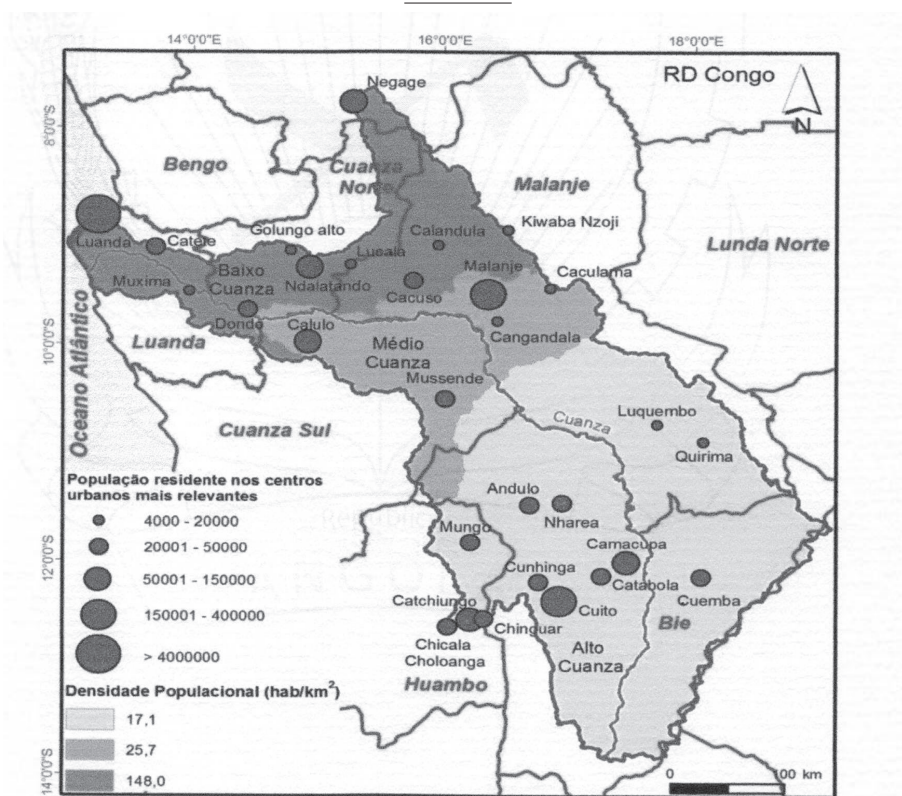 14°0'0"E
16°0'0"E
18°0'0"E
8°0'0"S
10°0'0"S
12°0'0"S
14°0'0"S
RD Congo
N
Negage
Bengo
Cuanza
Norte
Malanje
Lunda Norte
Kiwaba Nzoji
Golungo alto
Calandula
Luanda
Catete
Lucala
Malanje
Caculama
Baixo
Cuanza
Muxima
Ndalatando
Cacuso
Dondo
Calulo
Cangandala
Luanda
Médio
Cuanza
Mussende
Oceano Atlântico
Cuanza Sul
Cuanza
Luquembo
Quirima
População residente nos centros
urbanos mais relevantes
4000 - 20000
20001 - 50000
50001 - 150000
150001 - 400000
> 4000000
Andulo
Nharea
Mungo
Camacupa
Cunhinga
Catabola
Catchiungo
Cuito
Cuemba
Chinguar
Bie
Chicala
Choloanga
Alto
Cuanza
Huambo
Densidade Populacional (hab/km²)
17,1
25,7
148,0
0
100 km